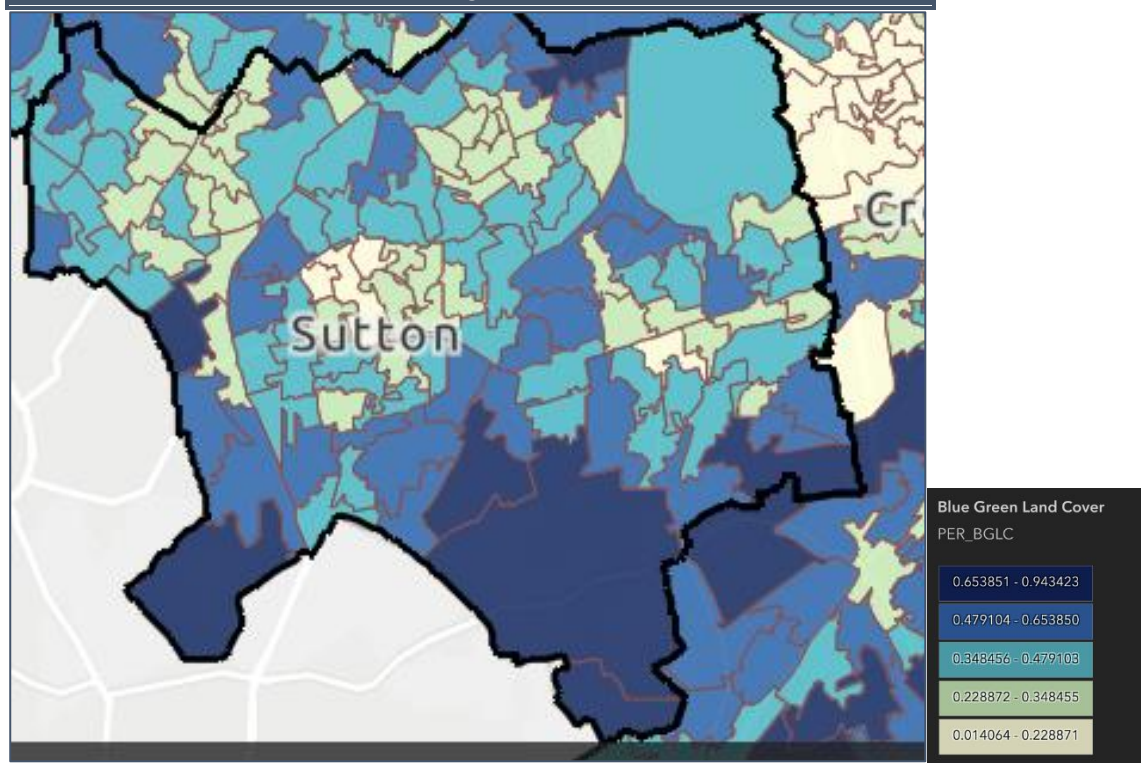 Sutton
Cr
Blue Green Land Cover
PER_BGLC
0.653851 - 0.943423
0.479104 - 0.653850
0.348456 - 0.479103
0.228872 - 0.348455
0.014064 - 0.228871